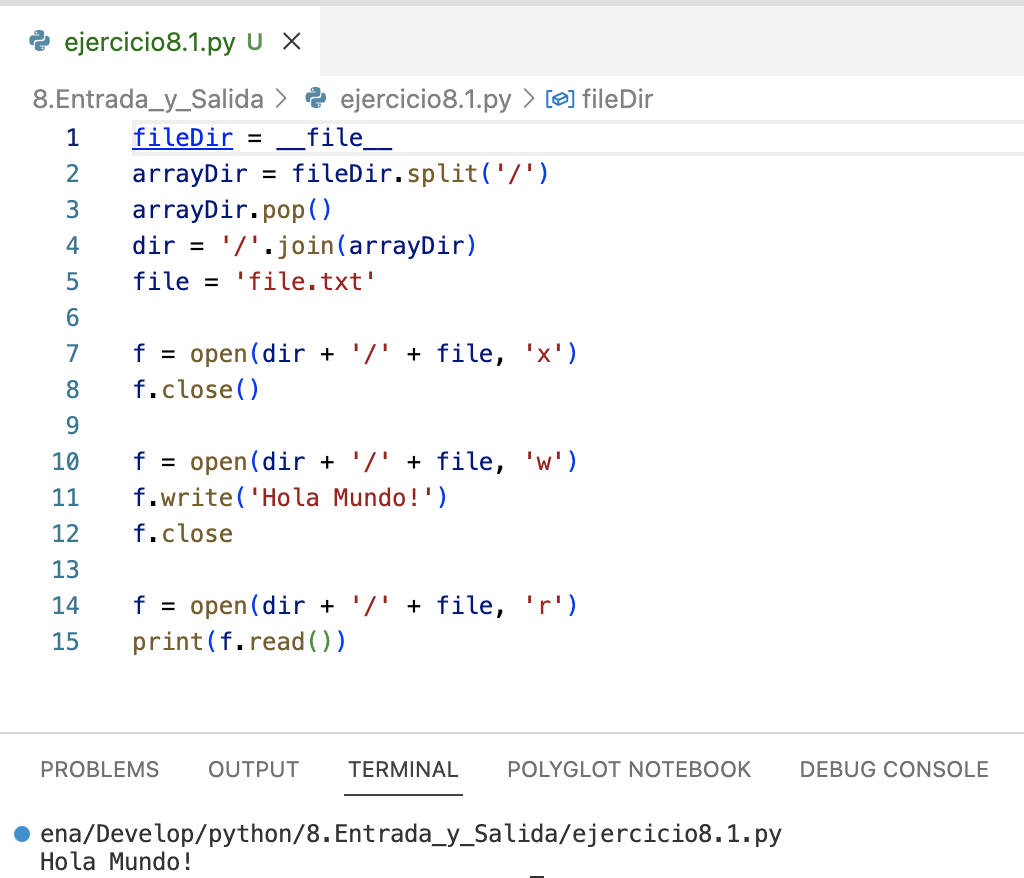 ejercicio8.1.py U
8.Entrada_y_Salida > ejercicio8.1.py > fileDir
1 fileDir = __file__
2 arrayDir = fileDir.split('/')
3 arrayDir.pop()
4 dir = '/'.join(arrayDir)
5 file = 'file.txt'
6
7 f = open(dir + '/' + file, 'x')
8 f.close()
9
10 f = open(dir + '/' + file, 'w')
11 f.write('Hola Mundo!')
12 f.close
13
14 f = open(dir + '/' + file, 'r')
15 print(f.read())
PROBLEMS OUTPUT TERMINAL POLYGLOT NOTEBOOK DEBUG CONSOLE
ena/Develop/python/8.Entrada_y_Salida/ejercicio8.1.py
Hola Mundo!